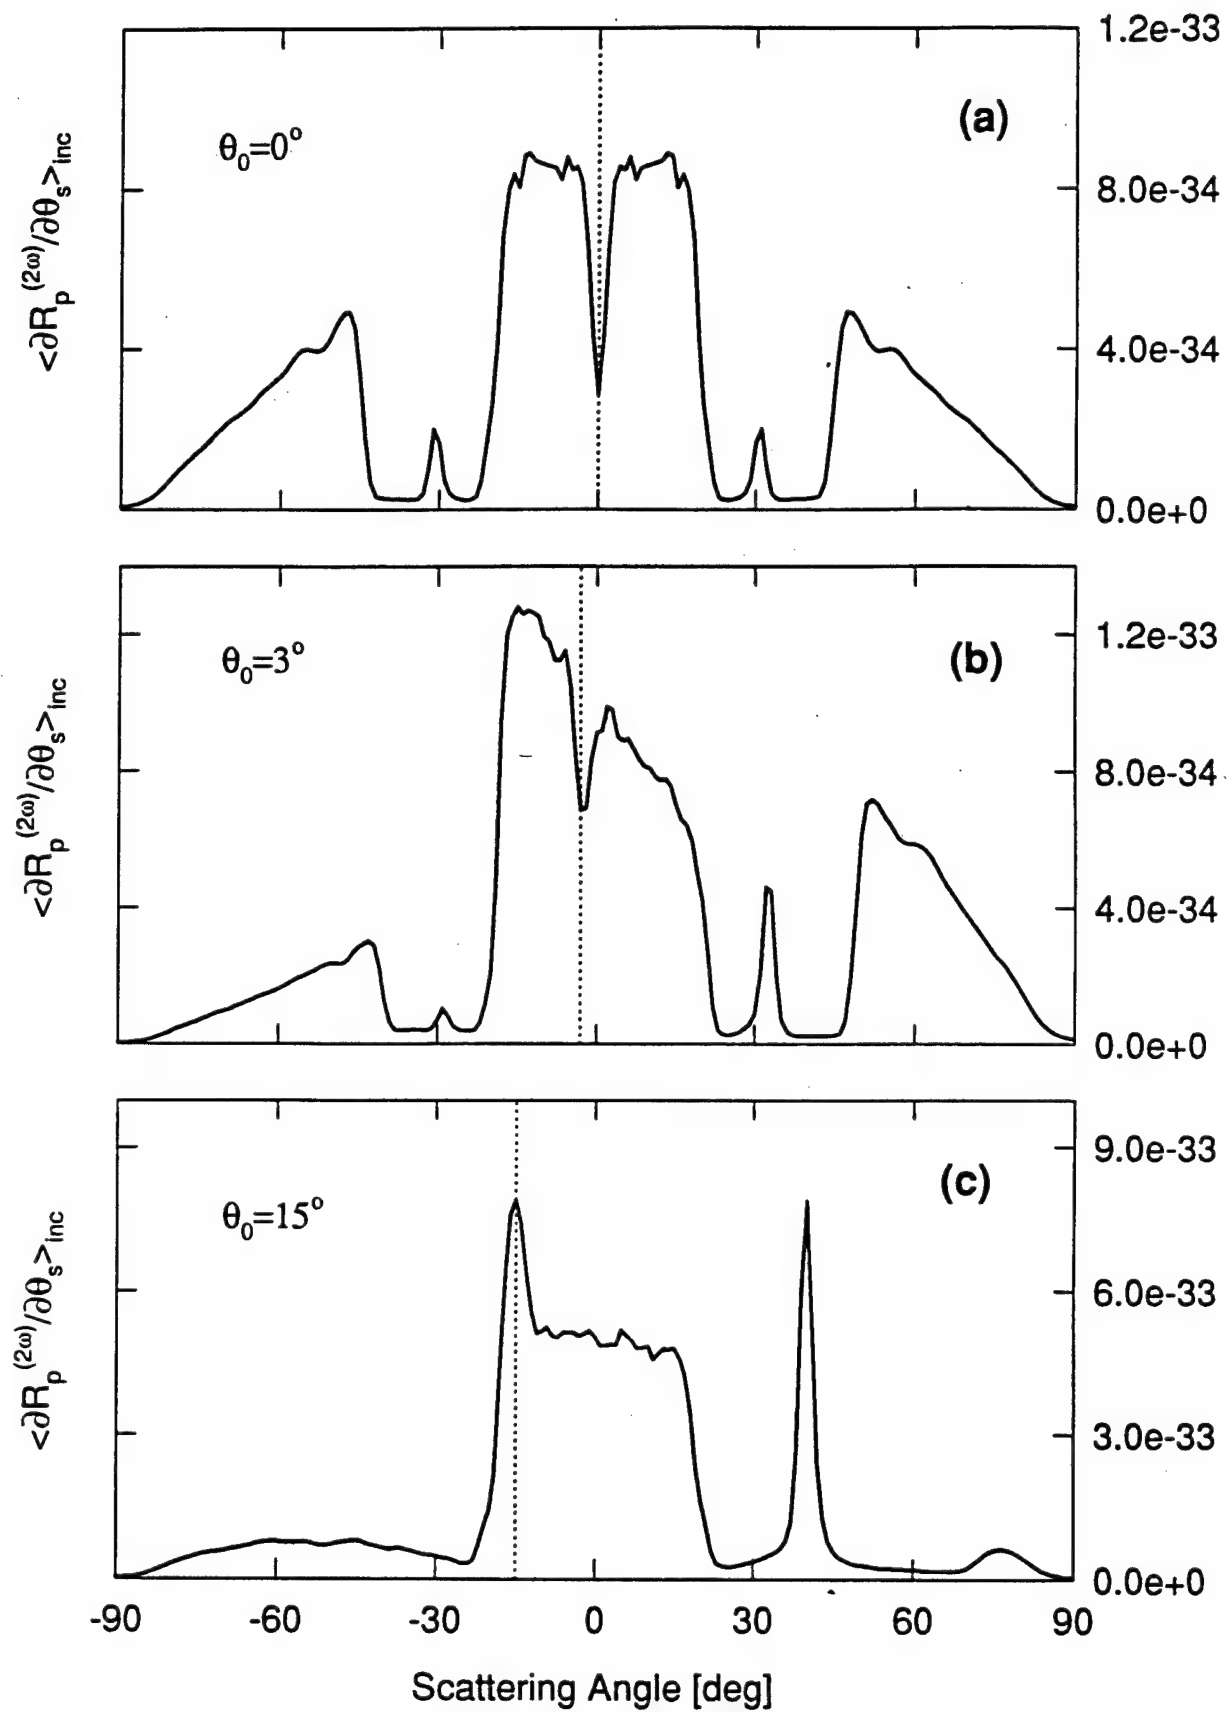 1.2e-33
(a)
θ₀=0°
8.0e-34
<∂Rₚ⁽²ω⁾/∂θₛ>inc
4.0e-34
0.0e+0
1.2e-33
(b)
θ₀=3°
<∂Rₚ⁽²ω⁾/∂θₛ>inc
8.0e-34
4.0e-34
0.0e+0
9.0e-33
(c)
θ₀=15°
<∂Rₚ⁽²ω⁾/∂θₛ>inc
6.0e-33
3.0e-33
0.0e+0
-90 -60 -30 0 30 60 90
Scattering Angle [deg]